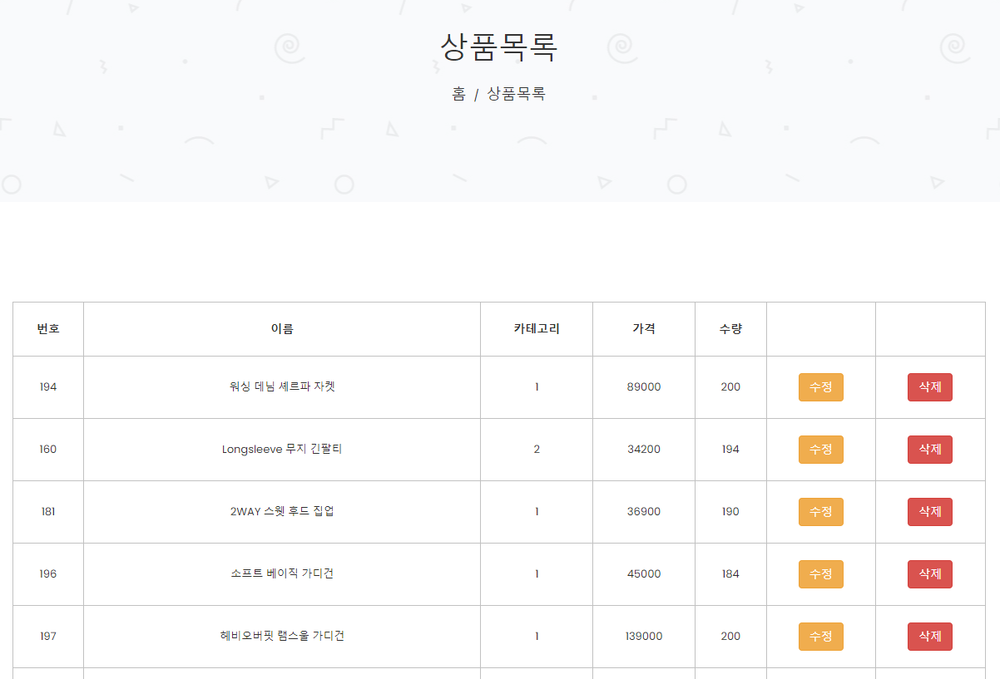 상품목록
홈 / 상품목록
번호 이름 카테고리 가격 수량
194 워싱 데님 셰르파 자켓 1 89000 200 수정 삭제
160 Longsleeve 무지 긴팔티 2 34200 194 수정 삭제
181 2WAY 스웻 후드 집업 1 36900 190 수정 삭제
196 소프트 베이직 가디건 1 45000 184 수정 삭제
197 헤비오버핏 램스울 가디건 1 139000 200 수정 삭제